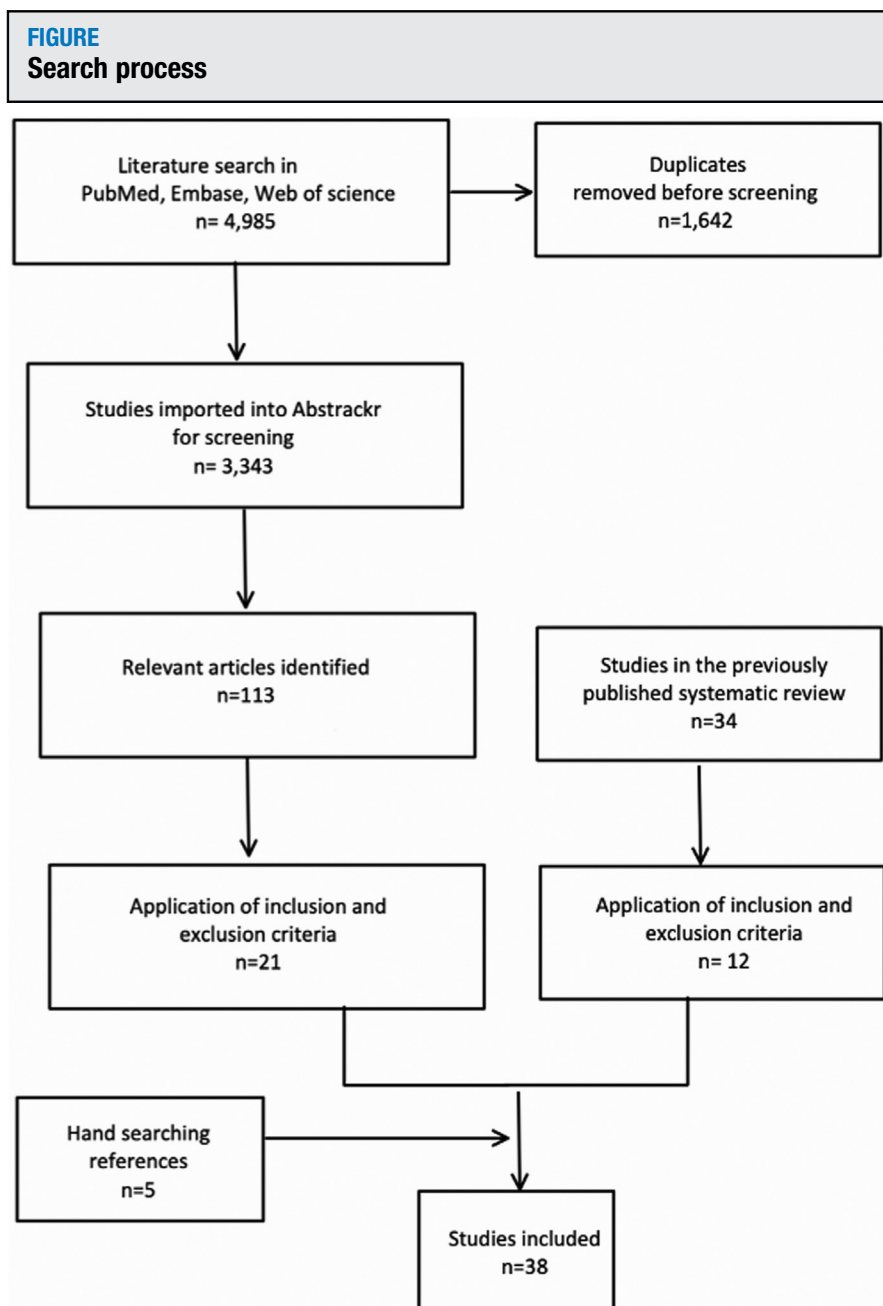 FIGURE
Search process
Literature search in
PubMed, Embase, Web of science
n= 4,985
Duplicates
removed before screening
n=1,642
Studies imported into Abstrackr
for screening
n= 3,343
Relevant articles identified
n=113
Studies in the previously
published systematic review
n=34
Application of inclusion and
exclusion criteria
n=21
Application of inclusion and
exclusion criteria
n= 12
Hand searching
references
n=5
Studies included
n=38